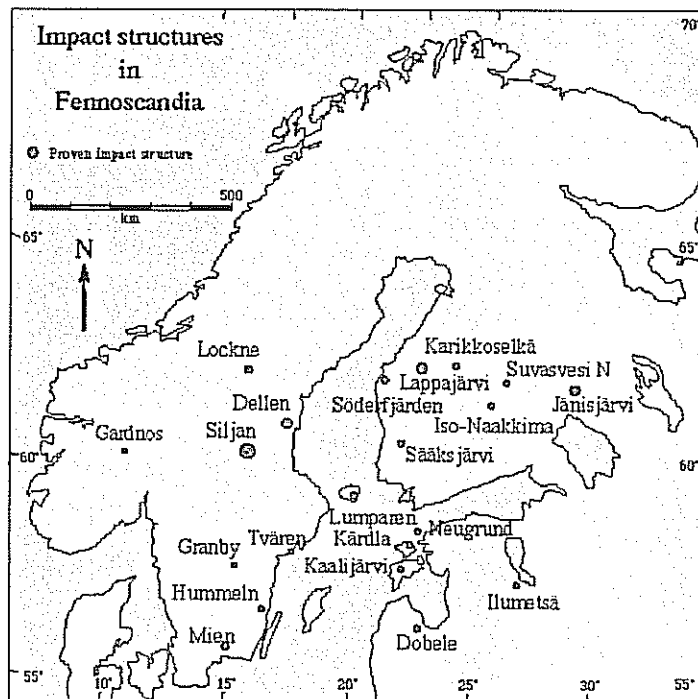 Impact structures
in
Fennoscandia
Proven impact structure
0 500
km
N
70°
65°
65°
60°
60°
55°
10°
15°
20°
25°
30°
35°
55°
Lockne
Dellen
Siljan
Gardnos
Karikkoselkä
Suvasvesi N
Lappajärvi
Söderfjärden
Jänisjärvi
Iso-Naakkima
Sääksjärvi
Lumparen
Neugrund
Kärdla
Tvären
Granby
Kaalijärvi
Hummeln
Ilumetsä
Mien
Dobele